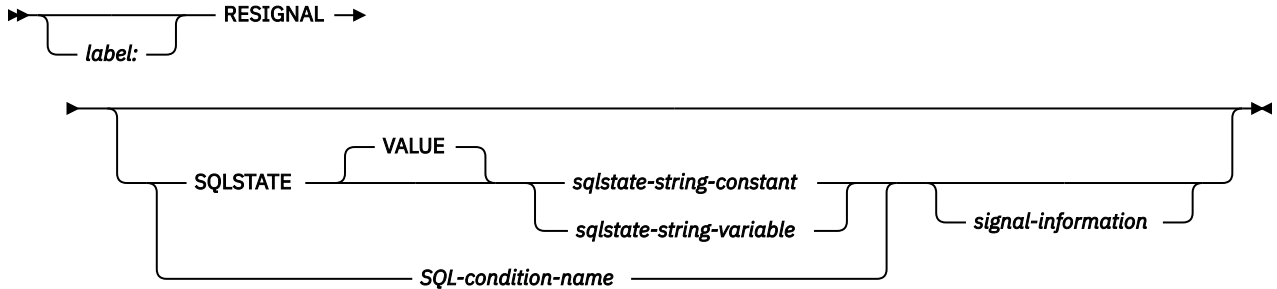 RESIGNAL
label:
VALUE
SQLSTATE
sqlstate-string-constant
sqlstate-string-variable
signal-information
SQL-condition-name